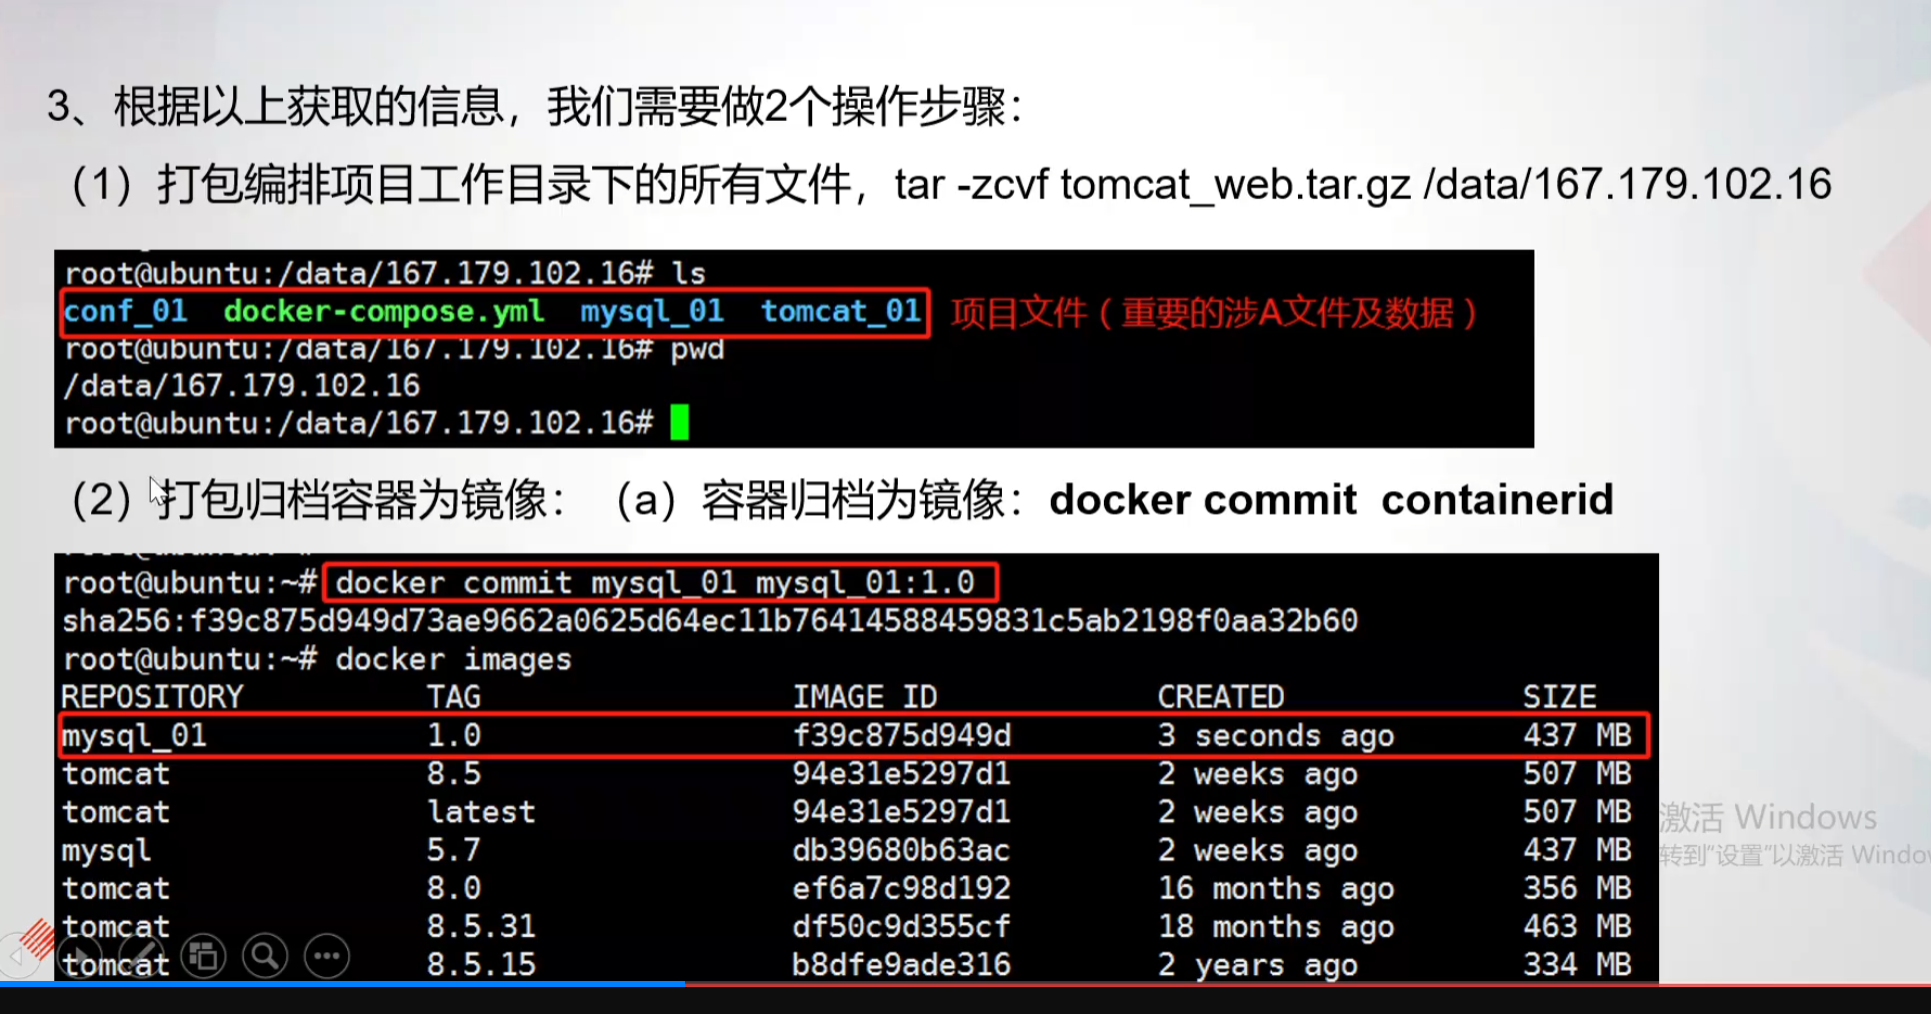 3、根据以上获取的信息，我们需要做2个操作步骤：
（1）打包编排项目工作目录下的所有文件，tar -zcvf tomcat_web.tar.gz /data/167.179.102.16
root@ubuntu:/data/167.179.102.16# ls
conf_01 docker-compose.yml mysql_01 tomcat_01 项目文件（重要的涉A文件及数据）
root@ubuntu:/data/167.179.102.16# pwd
/data/167.179.102.16
root@ubuntu:/data/167.179.102.16#
（2）打包归档容器为镜像：（a）容器归档为镜像：docker commit containerid
root@ubuntu:~# docker commit mysql_01 mysql_01:1.0
sha256:f39c875d949d73ae9662a0625d64ec11b76414588459831c5ab2198f0aa32b60
root@ubuntu:~# docker images
REPOSITORY TAG IMAGE ID CREATED SIZE
mysql_01 1.0 f39c875d949d 3 seconds ago 437 MB
tomcat 8.5 94e31e5297d1 2 weeks ago 507 MB
tomcat latest 94e31e5297d1 2 weeks ago 507 MB
mysql 5.7 db39680b63ac 2 weeks ago 437 MB
tomcat 8.0 ef6a7c98d192 16 months ago 356 MB
tomcat 8.5.31 df50c9d355cf 18 months ago 463 MB
tomcat 8.5.15 b8dfe9ade316 2 years ago 334 MB
激活 Windows
转到"设置"以激活 Windo